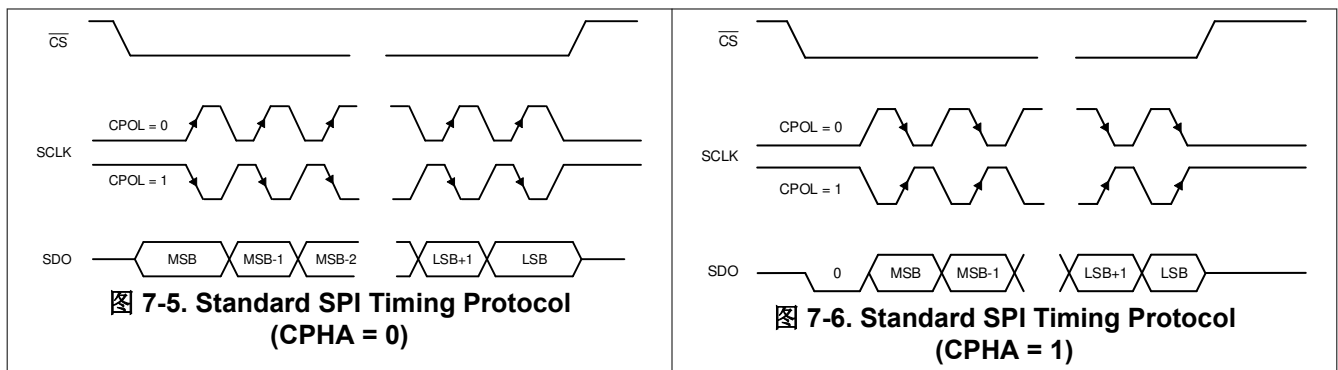 CS
CPOL = 0
SCLK
CPOL = 1
SDO
MSB
MSB-1
MSB-2
LSB+1
LSB
图 7-5. Standard SPI Timing Protocol
(CPHA = 0)
CS
CPOL = 0
SCLK
CPOL = 1
SDO
0
MSB
MSB-1
LSB+1
LSB
图 7-6. Standard SPI Timing Protocol
(CPHA = 1)